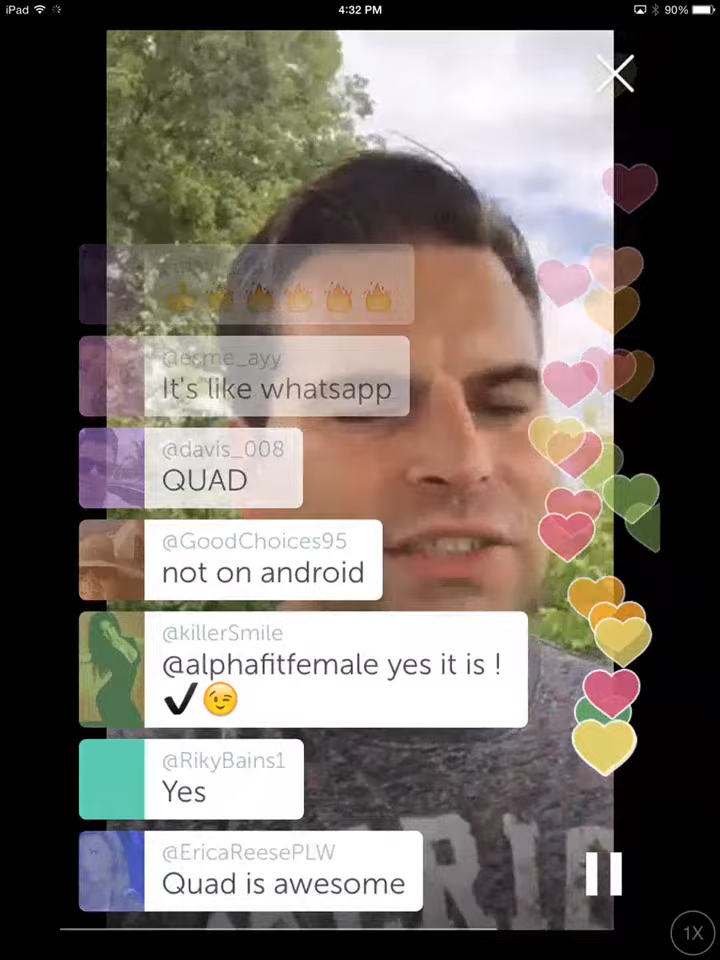 iPad 4:32 PM 90%
@esme_ayy
It's like whatsapp
@davis_008
QUAD
@GoodChoices95
not on android
@killerSmile
@alphafitfemale yes it is !
✔😉
@RikyBains1
Yes
@EricaReesePLW
Quad is awesome
1X